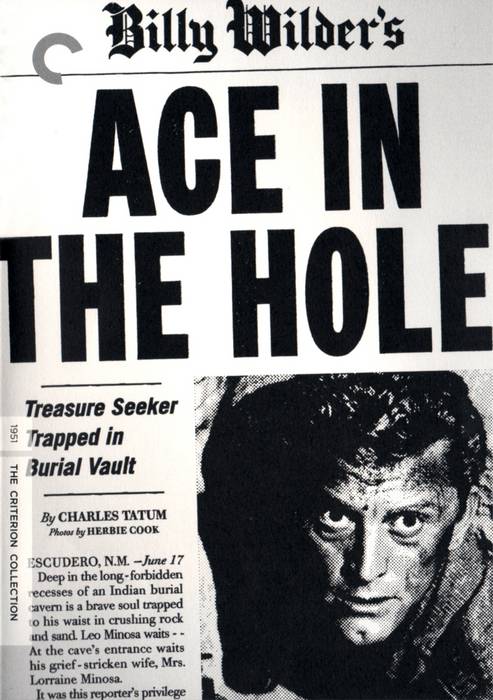 Billy Wilder's
ACE IN
THE HOLE
Treasure Seeker
Trapped in
Burial Vault
By CHARLES TATUM
Photos by HERBIE COOK
ESCUDERO, N.M. —June 17
Deep in the long-forbidden
recesses of an Indian burial
cavern is a brave soul trapped
to his waist in crushing rock
and sand. Leo Minosa waits - -
At the cave's entrance waits
his grief-stricken wife, Mrs.
Lorraine Minosa.
It was this reporter's privilege
1951 THE CRITERION COLLECTION